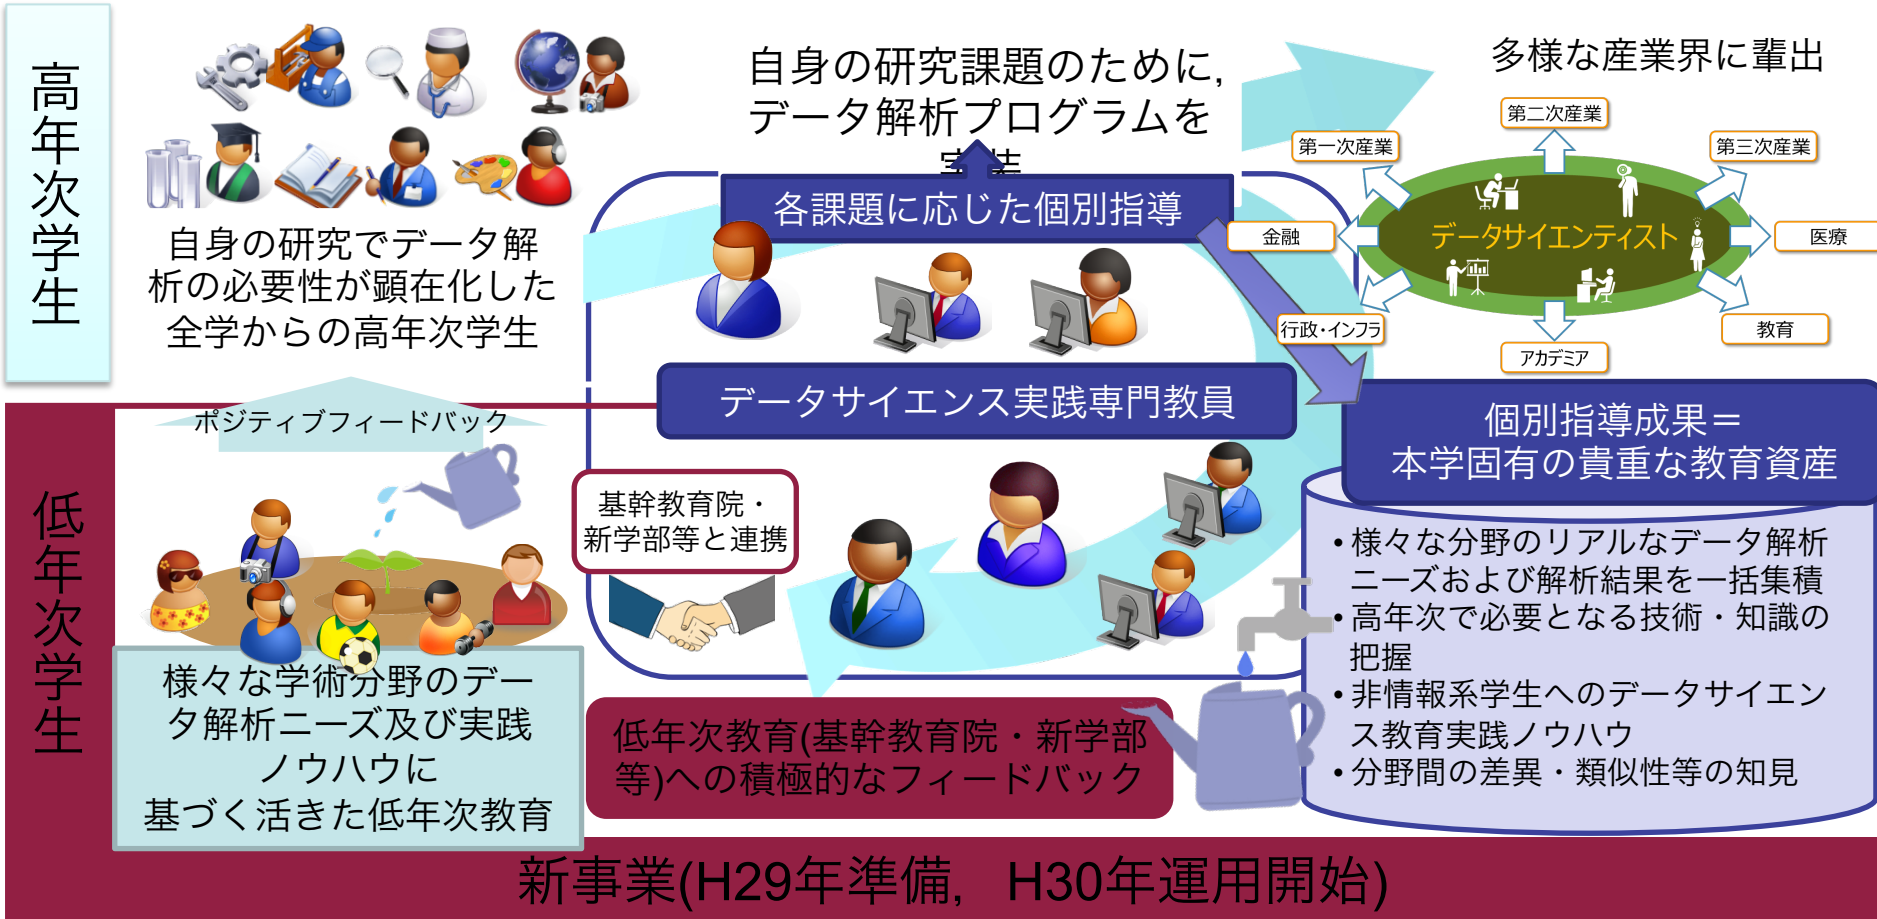 高年次学生
自身の研究でデータ解
析の必要性が顕在化した
全学からの高年次学生
自身の研究課題のために,
データ解析プログラムを
実装
各課題に応じた個別指導
多様な産業界に輩出
第二次産業
第一次産業
第三次産業
金融
データサイエンティスト
医療
行政・インフラ
教育
アカデミア
データサイエンス実践専門教員
ポジティブフィードバック
個別指導成果＝
本学固有の貴重な教育資産
低年次学生
基幹教育院・
新学部等と連携
• 様々な分野のリアルなデータ解析
ニーズおよび解析結果を一括集積
• 高年次で必要となる技術・知識の
把握
• 非情報系学生へのデータサイエン
ス教育実践ノウハウ
• 分野間の差異・類似性等の知見
様々な学術分野のデー
タ解析ニーズ及び実践
ノウハウに
基づく活きた低年次教育
低年次教育(基幹教育院・新学部
等)への積極的なフィードバック
新事業(H29年準備,　H30年運用開始)